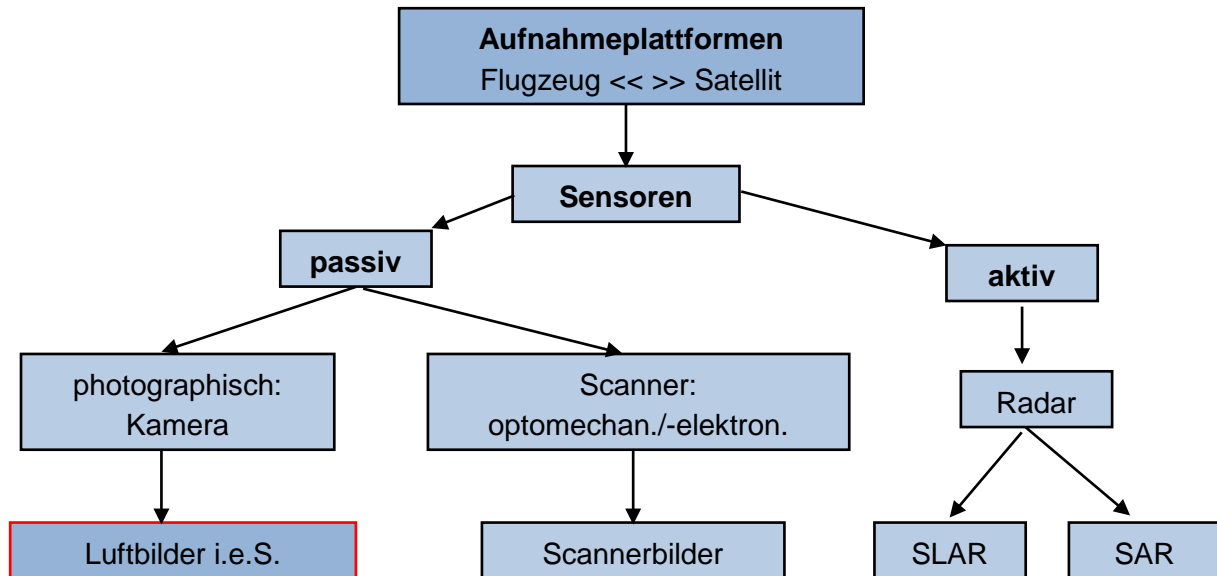 Aufnahmeplattformen
Flugzeug << >> Satellit
Sensoren
passiv
aktiv
photographisch:
Kamera
Scanner:
optomechan./-elektron.
Radar
Luftbilder i.e.S.
Scannerbilder
SLAR
SAR